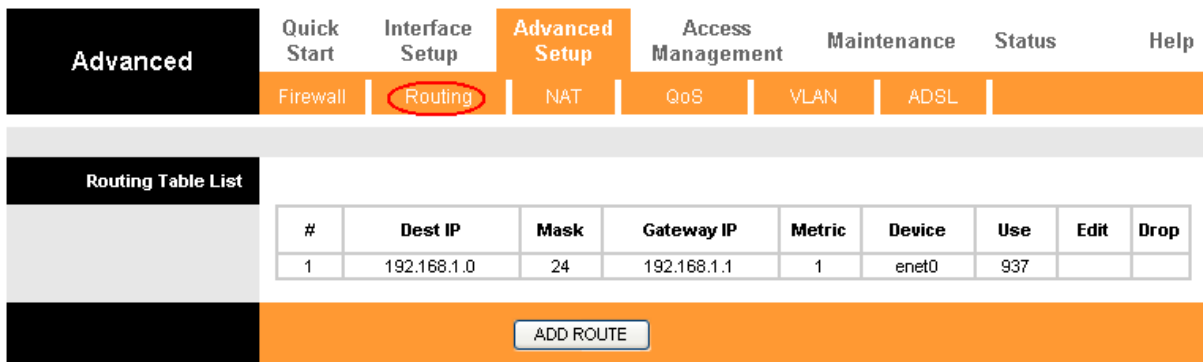 Advanced
Quick Start
Interface Setup
Advanced Setup
Access Management
Maintenance
Status
Help
Firewall
Routing
NAT
QoS
VLAN
ADSL
Routing Table List
# Dest IP Mask Gateway IP Metric Device Use Edit Drop
1 192.168.1.0 24 192.168.1.1 1 enet0 937
ADD ROUTE